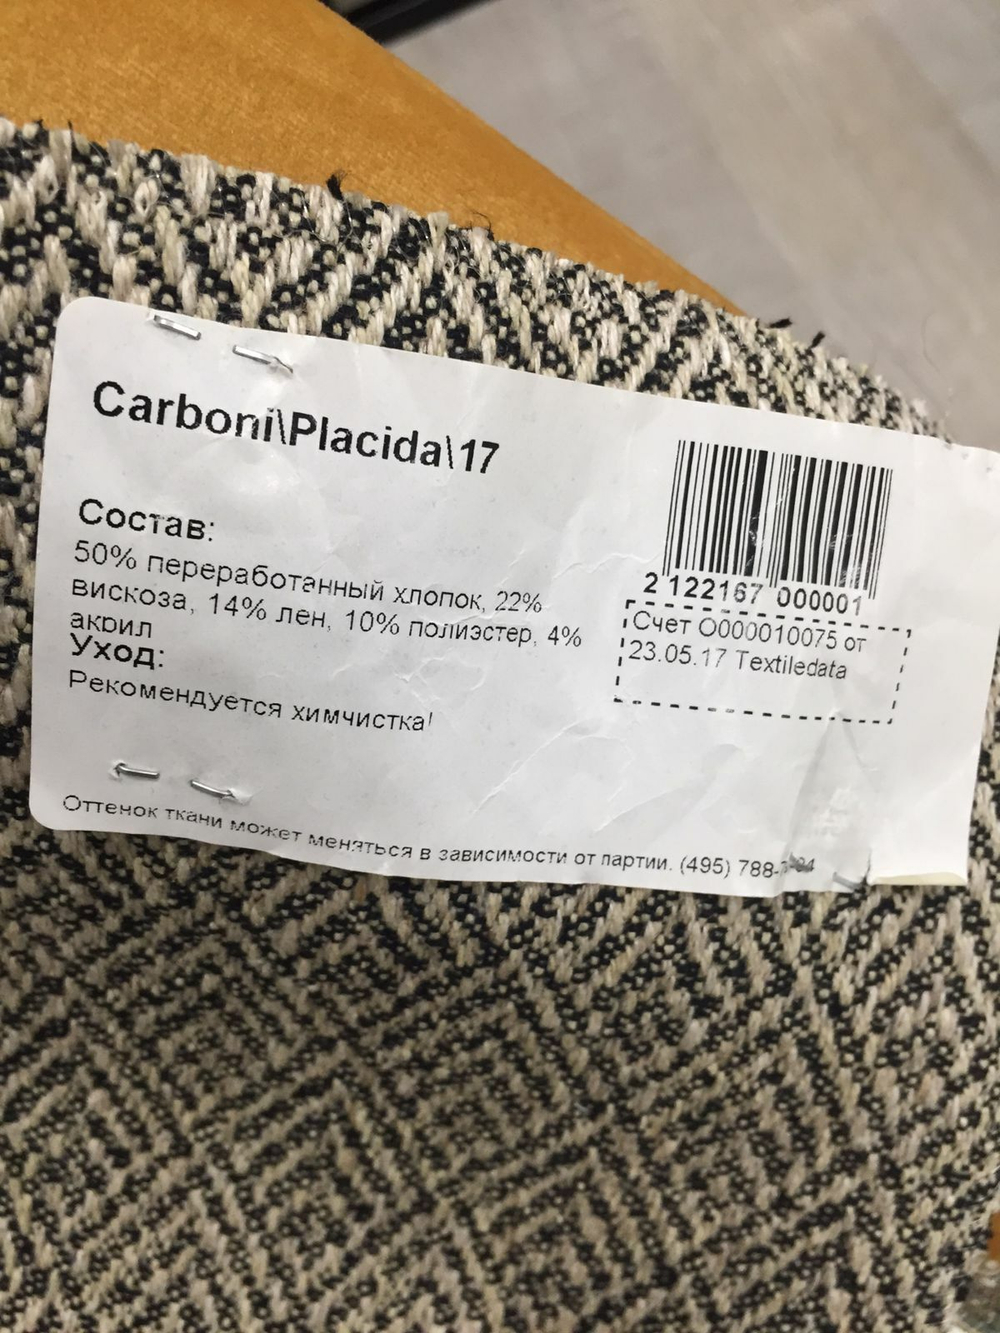 Carboni\Placida\17
Состав:
50% переработанный хлопок, 22%
вискоза, 14% лен, 10% полиэстер, 4%
акрил
Уход:
Рекомендуется химчистка!
2 122167 000001
Счет О000010075 от
23.05.17 Textiledata
Оттенок ткани может меняться в зависимости от партии. (495) 788-